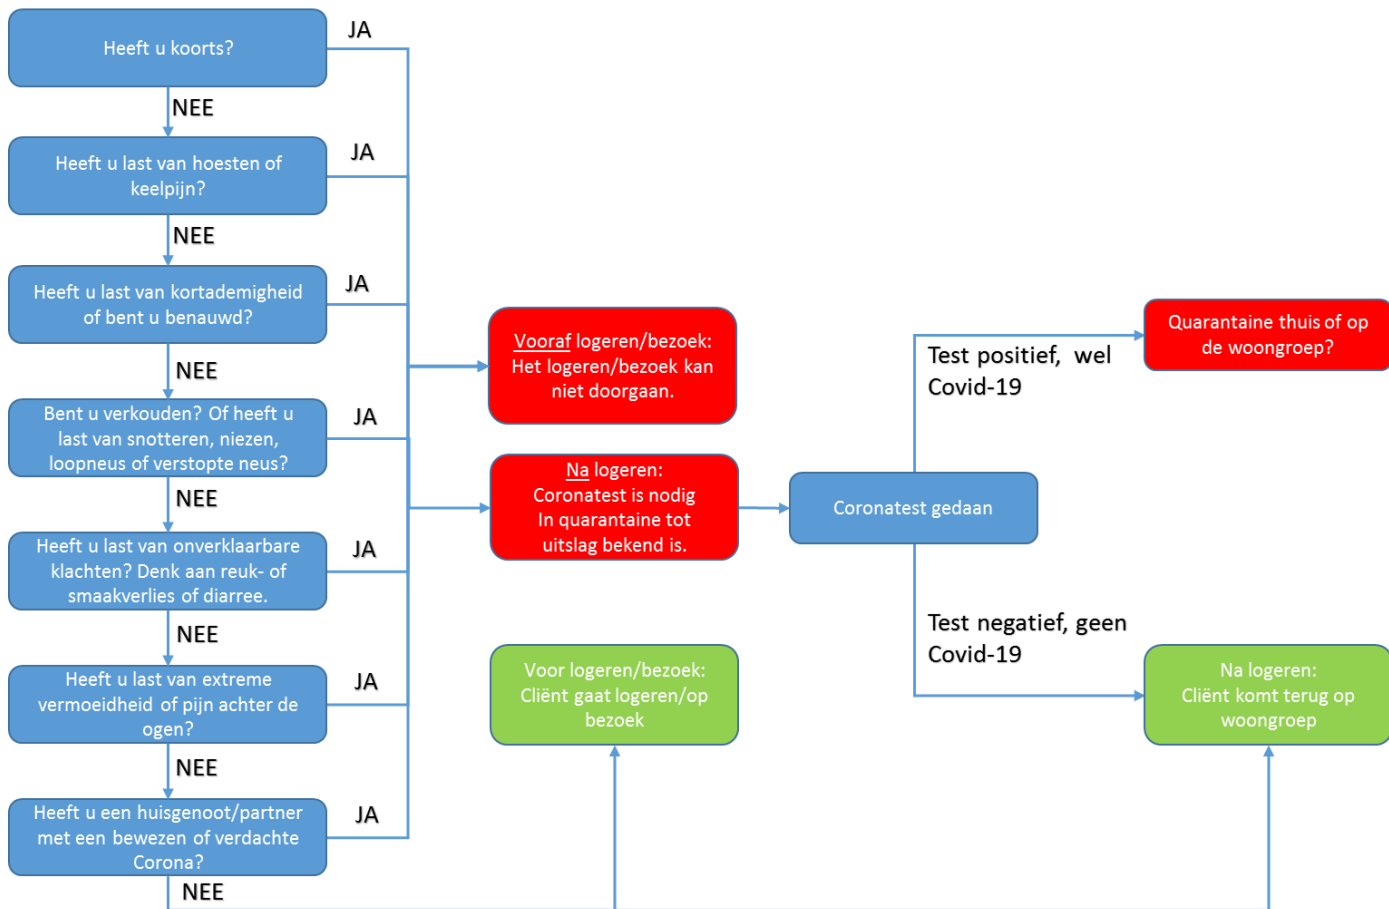 Heeft u koorts?
JA
NEE
Heeft u last van hoesten of
keelpijn?
JA
NEE
Heeft u last van kortademigheid
of bent u benauwd?
JA
NEE
Bent u verkouden? Of heeft u
last van snotteren, niezen,
loopneus of verstopte neus?
JA
NEE
Heeft u last van onverklaarbare
klachten? Denk aan reuk- of
smaakverlies of diarree.
JA
NEE
Heeft u last van extreme
vermoeidheid of pijn achter de
ogen?
JA
NEE
Heeft u een huisgenoot/partner
met een bewezen of verdachte
Corona?
JA
NEE
Vooraf logeren/bezoek:
Het logeren/bezoek kan
niet doorgaan.
Na logeren:
Coronatest is nodig
In quarantaine tot
uitslag bekend is.
Voor logeren/bezoek:
Cliënt gaat logeren/op
bezoek
Coronatest gedaan
Test positief, wel
Covid-19
Quarantaine thuis of op
de woongroep?
Test negatief, geen
Covid-19
Na logeren:
Cliënt komt terug op
woongroep